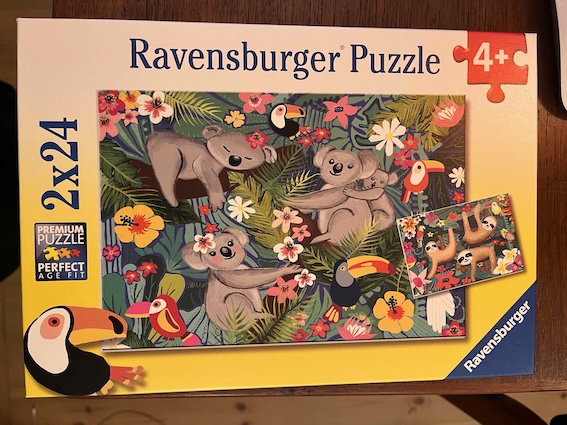 Ravensburger® Puzzle
4+
2x24
PREMIUM
PUZZLE
PERFECT
AGE FIT
Ravensburger